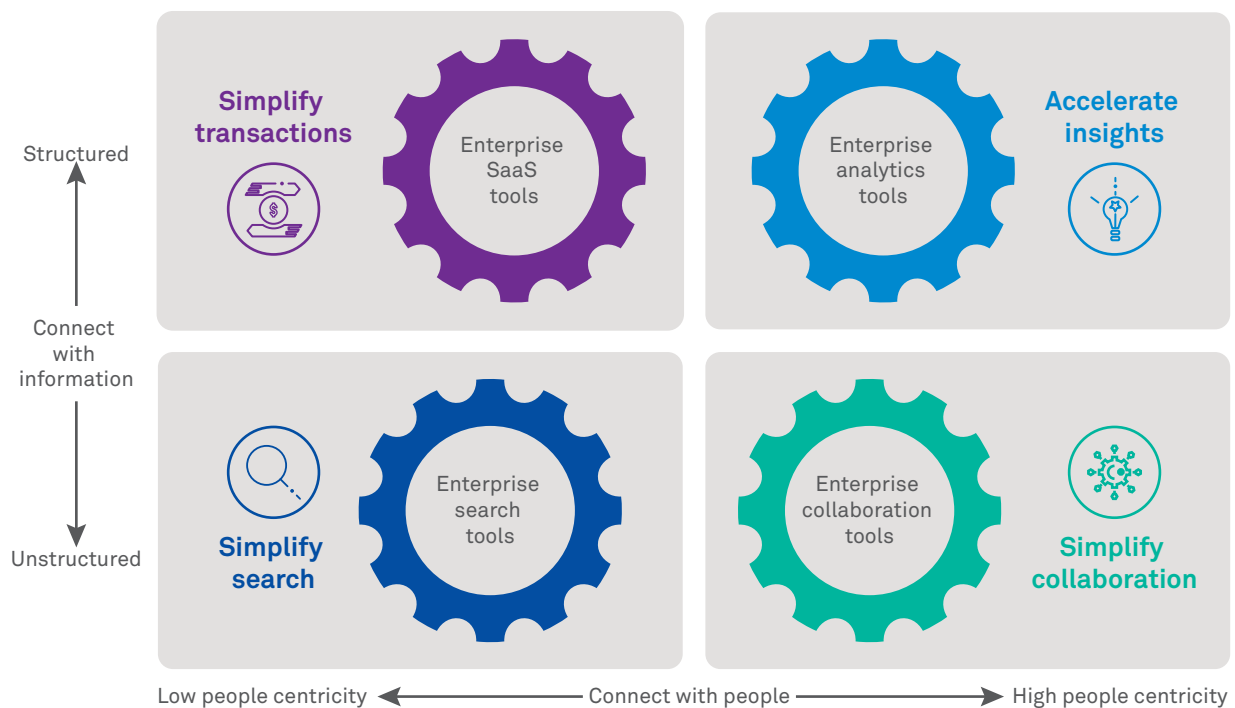 Simplify
transactions
Enterprise
SaaS
tools
Enterprise
analytics
tools
Accelerate
insights
$
Structured
Connect
with
information
Unstructured
Enterprise
search
tools
Simplify
search
Enterprise
collaboration
tools
Simplify
collaboration
Low people centricity
Connect with people
High people centricity